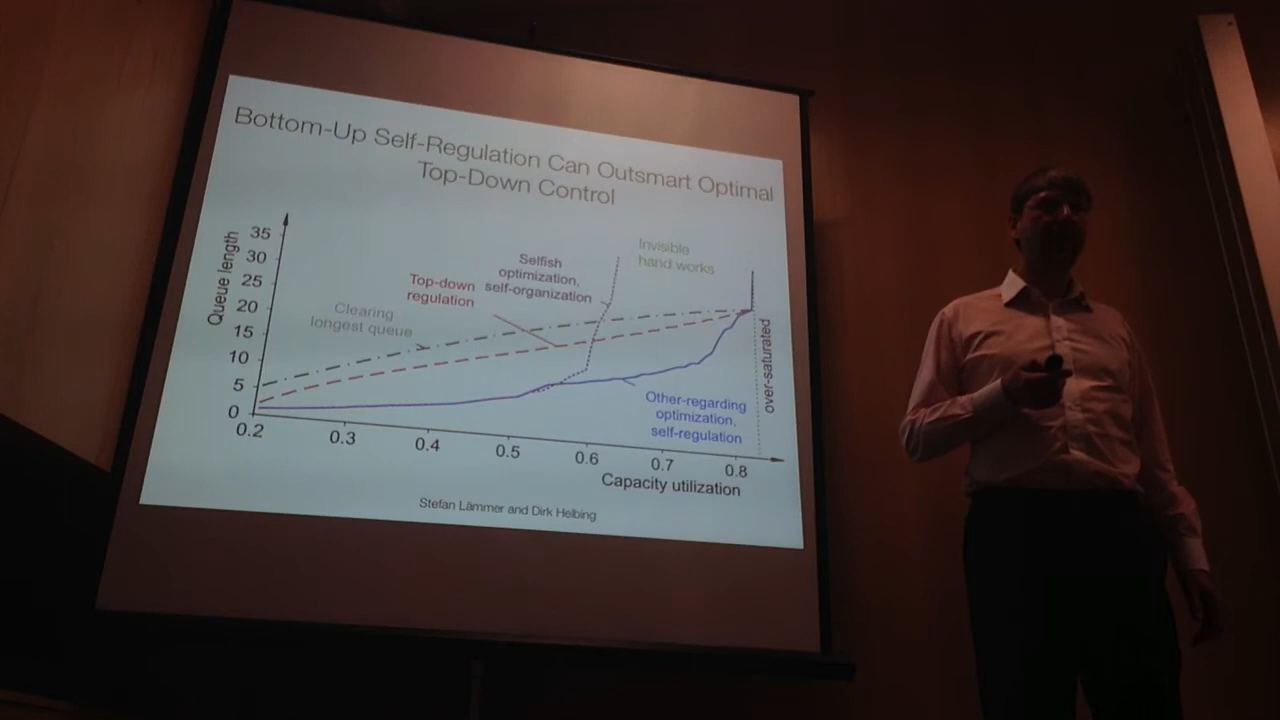 Bottom-Up Self-Regulation Can Outsmart Optimal
Top-Down Control
Queue length
35
30
25
20
15
10
5
0
0.2
0.3
0.4
0.5
0.6
0.7
0.8
Capacity utilization
Clearing
longest queue
Top-down
regulation
Selfish
optimization,
self-organization
Invisible
hand works
Other-regarding
optimization,
self-regulation
over-saturated
Stefan Lämmer and Dirk Helbing